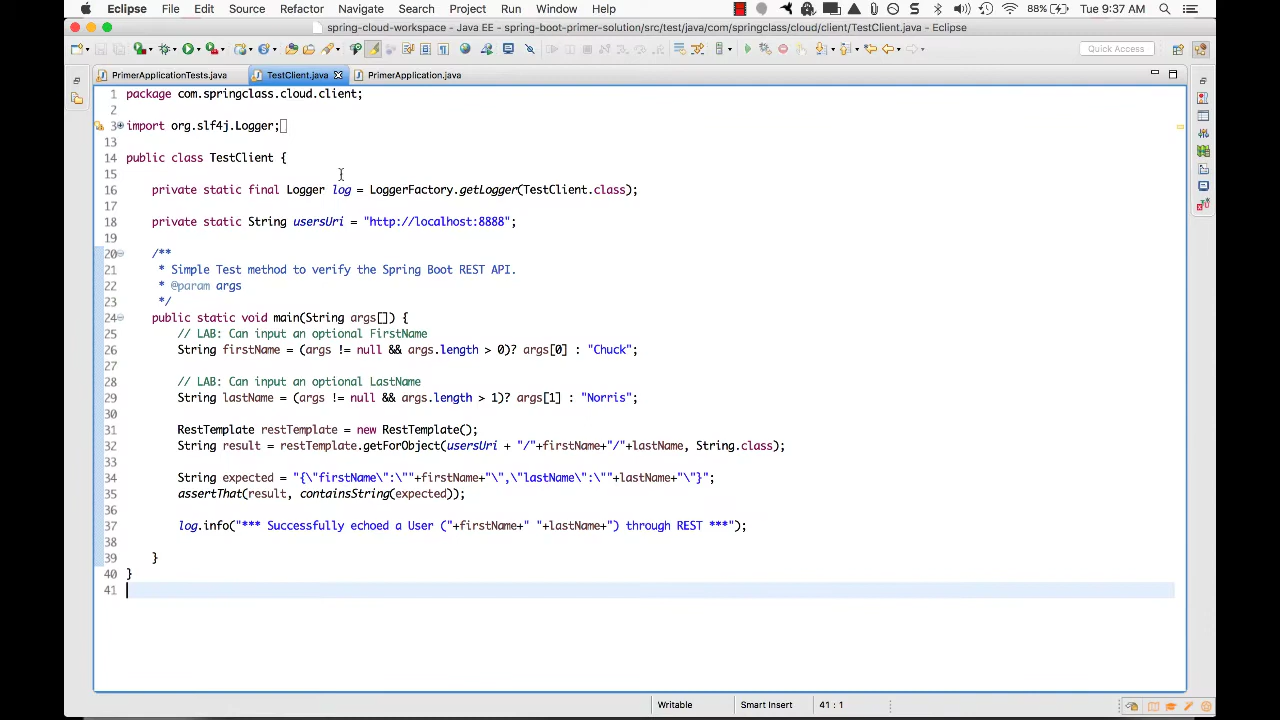 Eclipse File Edit Source Refactor Navigate Search Project Run Window Help 88% Tue 9:37 AM
spring-cloud-workspace - Java EE - spring-boot-primer-solution/src/test/java/com/springclass/cloud/client/TestClient.java - Eclipse
Quick Access
PrimerApplicationTests.java TestClient.java PrimerApplication.java
1 package com.springclass.cloud.client;
2
3 import org.slf4j.Logger;
13
14 public class TestClient {
15
16 private static final Logger log = LoggerFactory.getLogger(TestClient.class);
17
18 private static String usersUri = "http://localhost:8888";
19
20 /**
21 * Simple Test method to verify the Spring Boot REST API.
22 * @param args
23 */
24 public static void main(String args[]) {
25 // LAB: Can input an optional FirstName
26 String firstName = (args != null && args.length > 0)? args[0] : "Chuck";
27
28 // LAB: Can input an optional LastName
29 String lastName = (args != null && args.length > 1)? args[1] : "Norris";
30
31 RestTemplate restTemplate = new RestTemplate();
32 String result = restTemplate.getForObject(usersUri + "/"+firstName+"/"+lastName, String.class);
33
34 String expected = "{\"firstName\":\""+firstName+"\",\"lastName\":\""+lastName+"\"}";
35 assertThat(result, containsString(expected));
36
37 log.info("*** Successfully echoed a User ("+firstName+" "+lastName+") through REST ***");
38
39 }
40 }
41
Writable Smart Insert 41 : 1